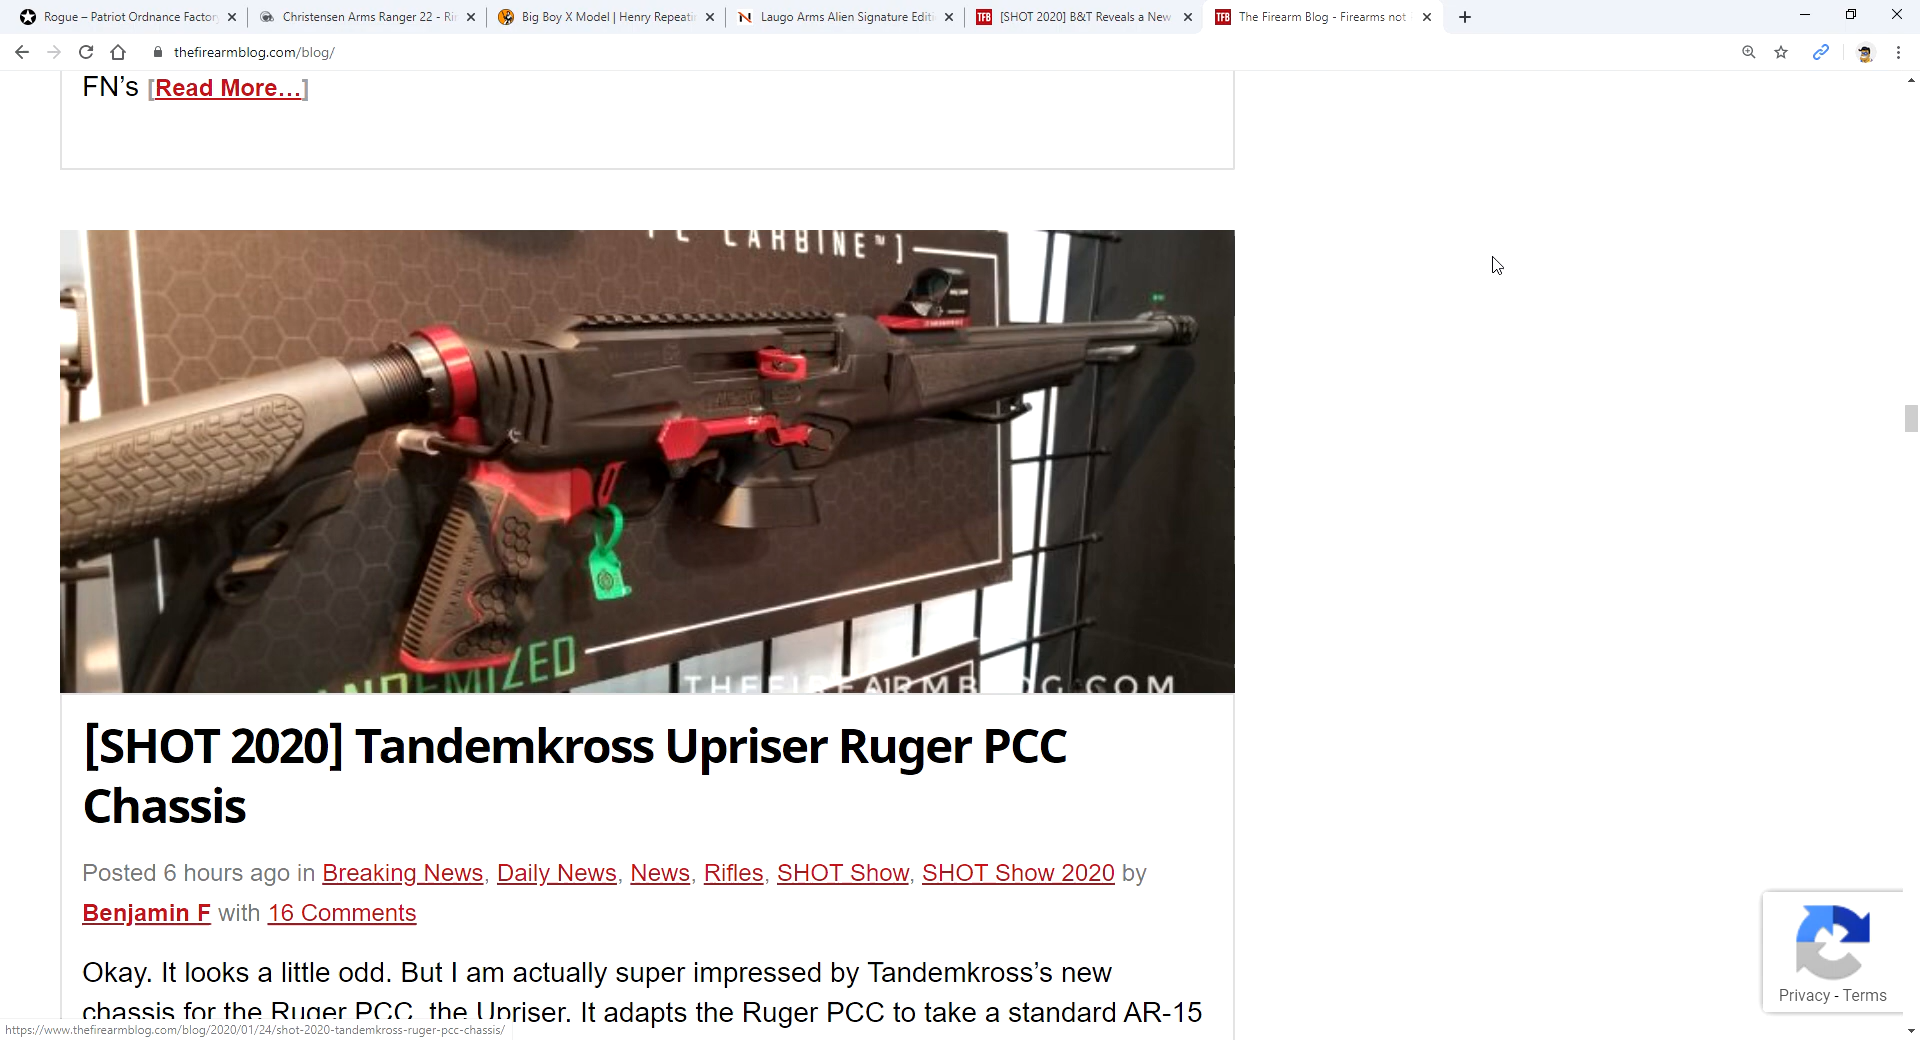 Rogue – Patriot Ordnance Factor
Christensen Arms Ranger 22 - Ri
Big Boy X Model | Henry Repeati
Laugo Arms Alien Signature Editi
[SHOT 2020] B&T Reveals a New
The Firearm Blog - Firearms not
thefirearmblog.com/blog/
FN’s [Read More…]
CARBINE™]
TANDEMKR
ANDEMIZED
THEFIREARMBLOG.COM
[SHOT 2020] Tandemkross Upriser Ruger PCC
Chassis
Posted 6 hours ago in Breaking News, Daily News, News, Rifles, SHOT Show, SHOT Show 2020 by
Benjamin F with 16 Comments
Okay. It looks a little odd. But I am actually super impressed by Tandemkross’s new
chassis for the Ruger PCC, the Upriser. It adapts the Ruger PCC to take a standard AR-15
Privacy - Terms
https://www.thefirearmblog.com/blog/2020/01/24/shot-2020-tandemkross-ruger-pcc-chassis/